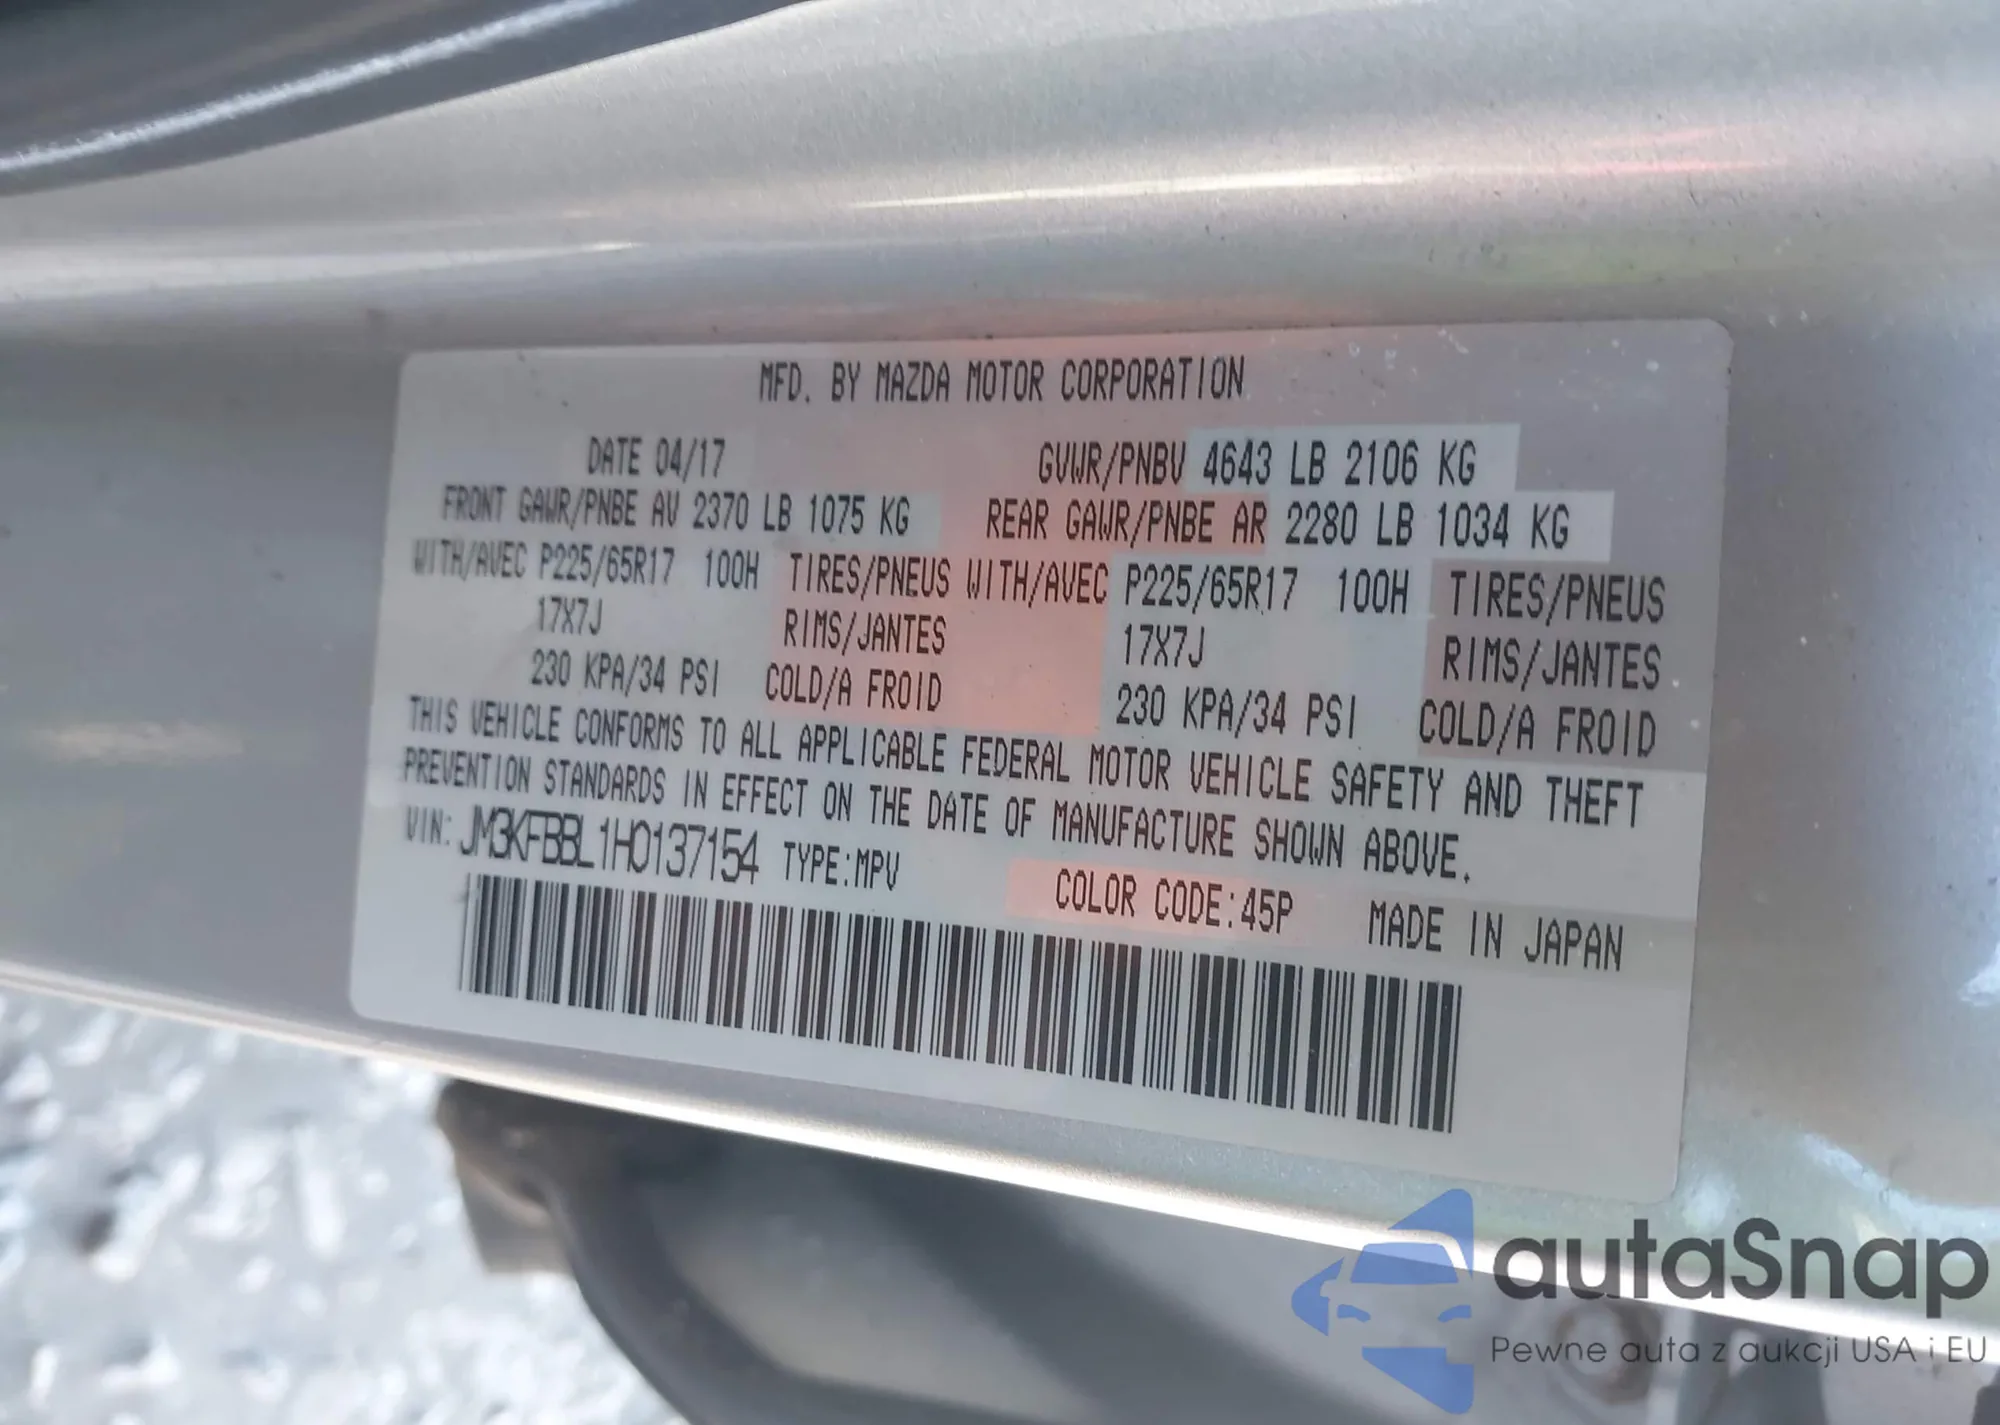 MFD. BY MAZDA MOTOR CORPORATION
DATE 04/17 GVWR/PNBV 4643 LB 2106 KG
FRONT GAWR/PNBE AV 2370 LB 1075 KG REAR GAWR/PNBE AR 2280 LB 1034 KG
WITH/AVEC P225/65R17 100H TIRES/PNEUS WITH/AVEC P225/65R17 100H TIRES/PNEUS
17X7J RIMS/JANTES 17X7J RIMS/JANTES
230 KPA/34 PSI COLD/A FROID 230 KPA/34 PSI COLD/A FROID
THIS VEHICLE CONFORMS TO ALL APPLICABLE FEDERAL MOTOR VEHICLE SAFETY AND THEFT
PREVENTION STANDARDS IN EFFECT ON THE DATE OF MANUFACTURE SHOWN ABOVE.
VIN: JM3KFBBL1H0137154 TYPE:MPV COLOR CODE:45P MADE IN JAPAN
autaSnap
Pewne auta z aukcji USA i EU